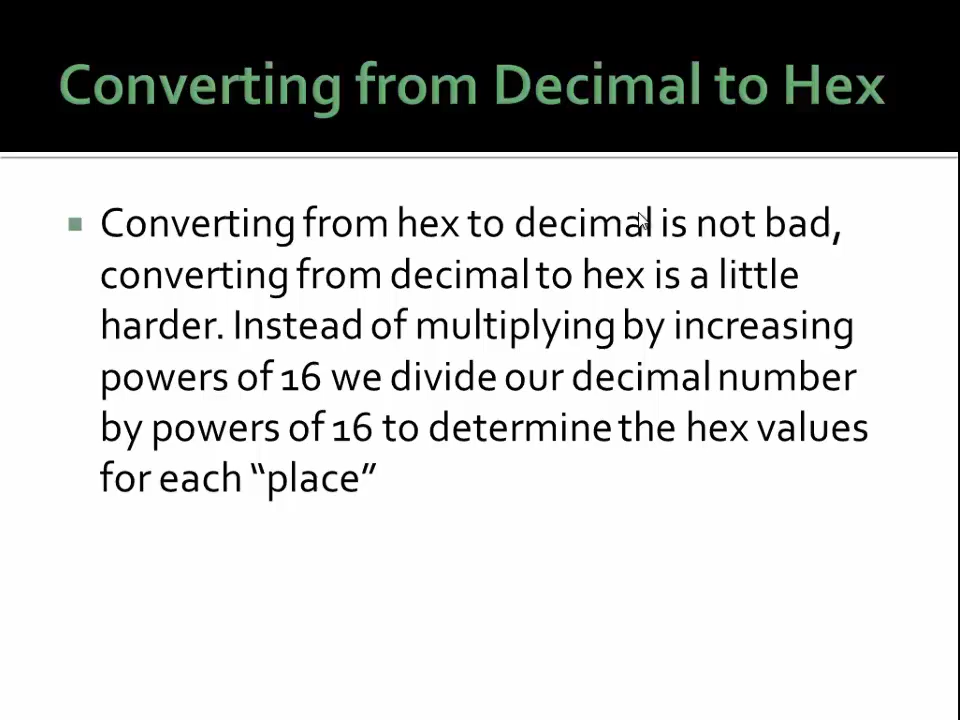 Converting from Decimal to Hex
Converting from hex to decimal is not bad,
converting from decimal to hex is a little
harder. Instead of multiplying by increasing
powers of 16 we divide our decimal number
by powers of 16 to determine the hex values
for each “place”